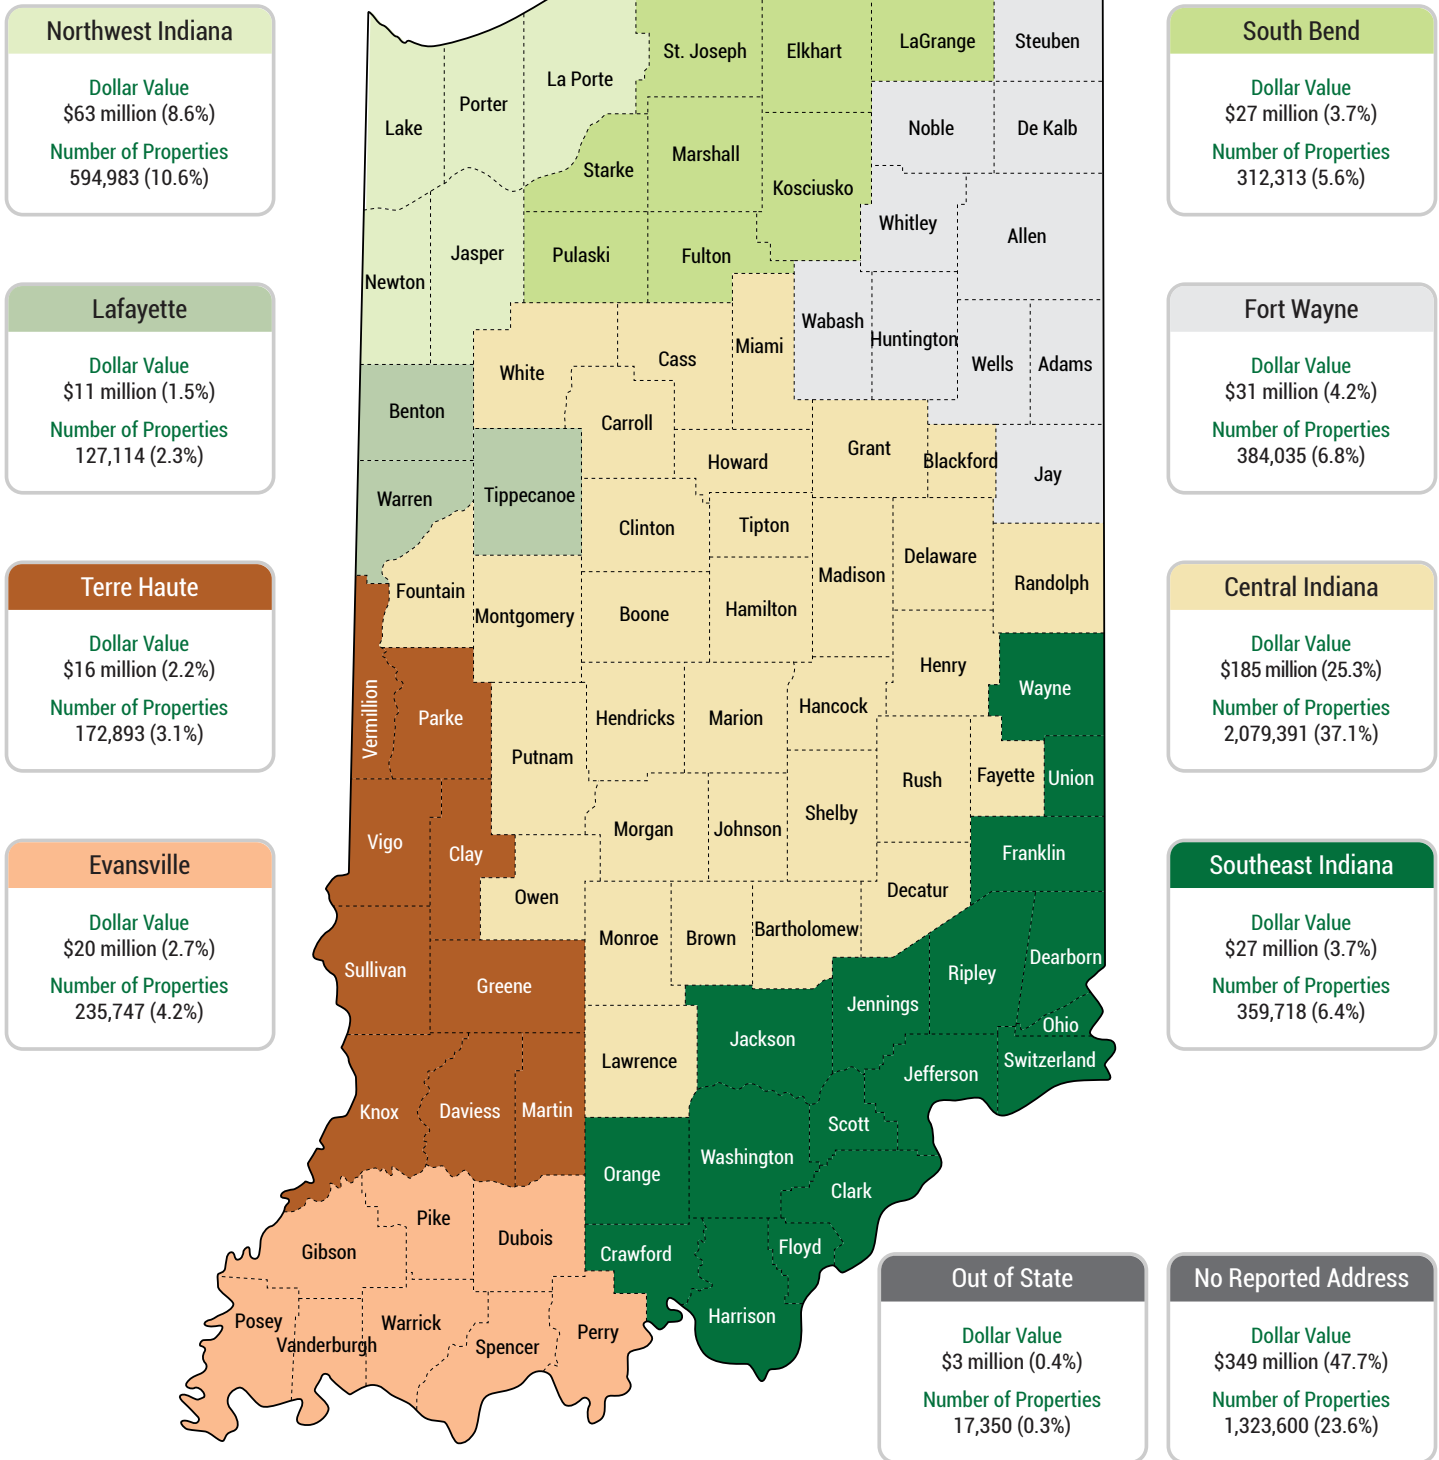 Northwest Indiana
Dollar Value
$63 million (8.6%)
Number of Properties
594,983 (10.6%)
Lafayette
Dollar Value
$11 million (1.5%)
Number of Properties
127,114 (2.3%)
Terre Haute
Dollar Value
$16 million (2.2%)
Number of Properties
172,893 (3.1%)
Evansville
Dollar Value
$20 million (2.7%)
Number of Properties
235,747 (4.2%)
Lake
Porter
La Porte
St. Joseph
Elkhart
LaGrange
Steuben
Noble
De Kalb
Starke
Marshall
Kosciusko
Whitley
Allen
Newton
Jasper
Pulaski
Fulton
Wabash
Huntington
Wells
Adams
White
Cass
Miami
Benton
Carroll
Howard
Grant
Blackford
Jay
Warren
Tippecanoe
Clinton
Tipton
Madison
Delaware
Randolph
Fountain
Montgomery
Boone
Hamilton
Henry
Wayne
Vermillion
Parke
Putnam
Hendricks
Marion
Hancock
Rush
Fayette
Union
Vigo
Clay
Owen
Morgan
Johnson
Shelby
Franklin
Decatur
Sullivan
Greene
Monroe
Brown
Bartholomew
Jennings
Ripley
Dearborn
Ohio
Switzerland
Lawrence
Jackson
Jefferson
Knox
Daviess
Martin
Scott
Orange
Washington
Clark
Gibson
Pike
Dubois
Crawford
Floyd
Harrison
Posey
Vanderburgh
Warrick
Spencer
Perry
South Bend
Dollar Value
$27 million (3.7%)
Number of Properties
312,313 (5.6%)
Fort Wayne
Dollar Value
$31 million (4.2%)
Number of Properties
384,035 (6.8%)
Central Indiana
Dollar Value
$185 million (25.3%)
Number of Properties
2,079,391 (37.1%)
Southeast Indiana
Dollar Value
$27 million (3.7%)
Number of Properties
359,718 (6.4%)
Out of State
Dollar Value
$3 million (0.4%)
Number of Properties
17,350 (0.3%)
No Reported Address
Dollar Value
$349 million (47.7%)
Number of Properties
1,323,600 (23.6%)